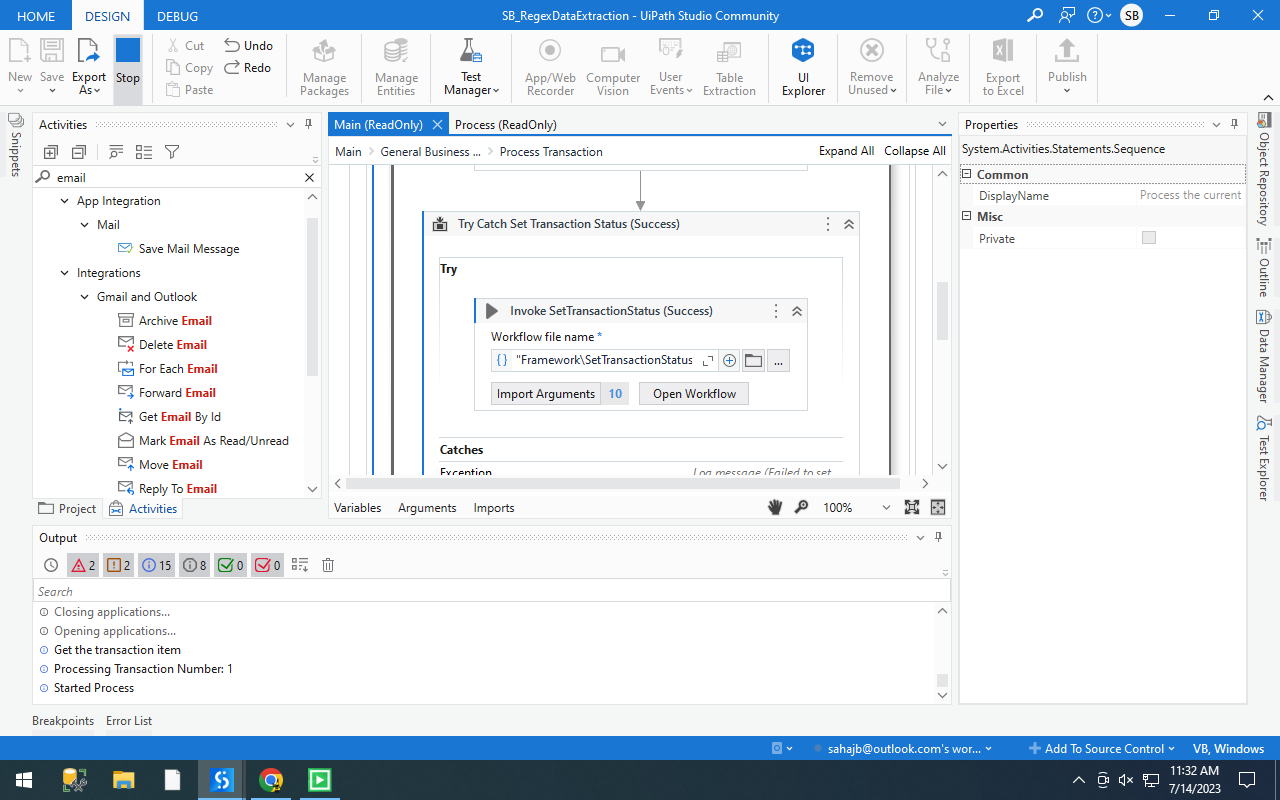 HOME
DESIGN
DEBUG
SB_RegexDataExtraction - UiPath Studio Community
SB
New
Save
Export As
Stop
Cut
Copy
Paste
Undo
Redo
Manage Packages
Manage Entities
Test Manager
App/Web Recorder
Computer Vision
User Events
Table Extraction
UI Explorer
Remove Unused
Analyze File
Export to Excel
Publish
Snippets
Activities
email
App Integration
Mail
Save Mail Message
Integrations
Gmail and Outlook
Archive Email
Delete Email
For Each Email
Forward Email
Get Email By Id
Mark Email As Read/Unread
Move Email
Reply To Email
Project
Activities
Main (ReadOnly)
Process (ReadOnly)
Main
General Business ...
Process Transaction
Expand All
Collapse All
Try Catch Set Transaction Status (Success)
Try
Invoke SetTransactionStatus (Success)
Workflow file name *
"Framework\SetTransactionStatus
...
Import Arguments 10
Open Workflow
Catches
Exception
Log message (Failed to set
Variables
Arguments
Imports
100%
Properties
System.Activities.Statements.Sequence
Common
DisplayName
Process the current
Misc
Private
Object Repository
Outline
Data Manager
Test Explorer
Output
2
2
15
8
0
0
Search
Closing applications...
Opening applications...
Get the transaction item
Processing Transaction Number: 1
Started Process
Breakpoints
Error List
sahajb@outlook.com's wor...
Add To Source Control
VB, Windows
11:32 AM
7/14/2023